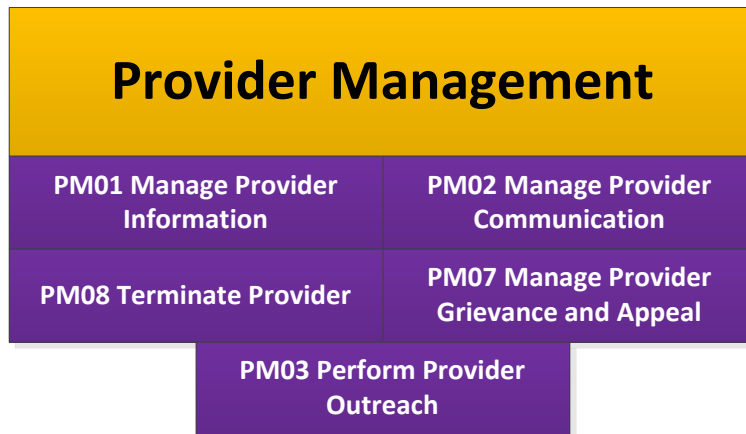 Provider Management
PM01 Manage Provider
Information
PM02 Manage Provider
Communication
PM08 Terminate Provider
PM07 Manage Provider
Grievance and Appeal
PM03 Perform Provider
Outreach